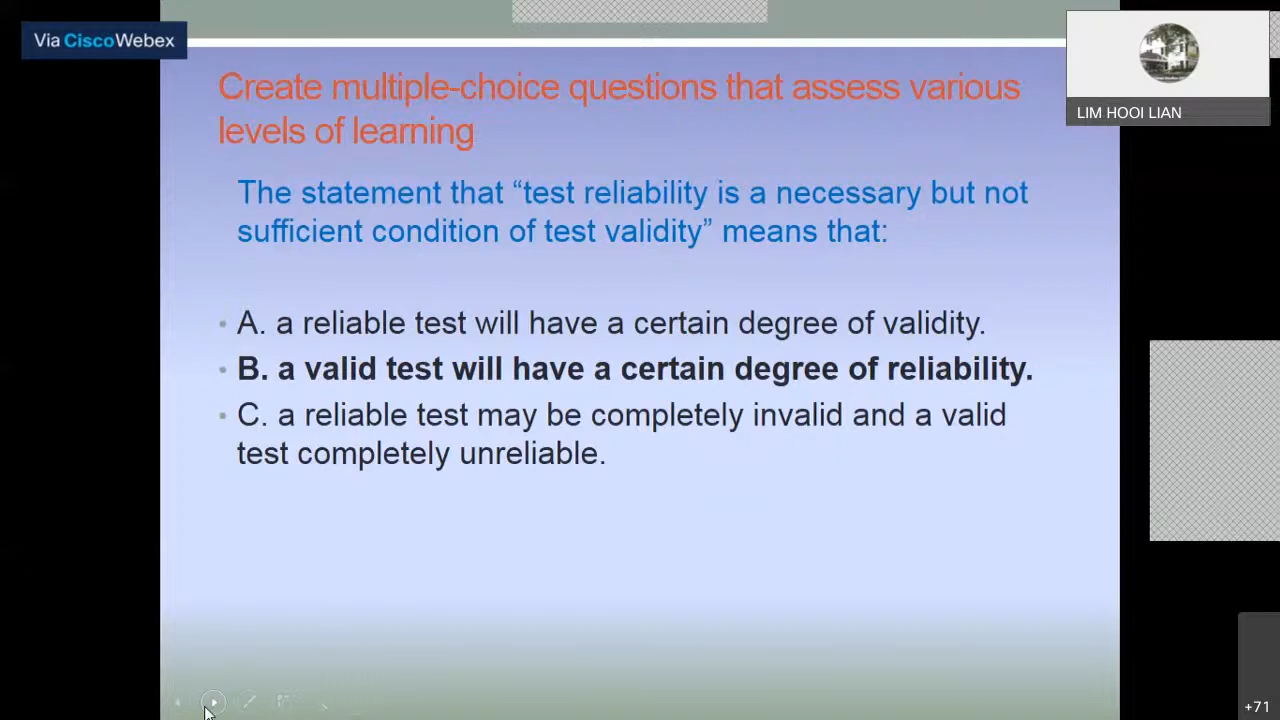 Via CiscoWebex
LIM HOOI LIAN
Create multiple-choice questions that assess various
levels of learning
The statement that “test reliability is a necessary but not
sufficient condition of test validity” means that:
• A. a reliable test will have a certain degree of validity.
• B. a valid test will have a certain degree of reliability.
• C. a reliable test may be completely invalid and a valid
test completely unreliable.
+71